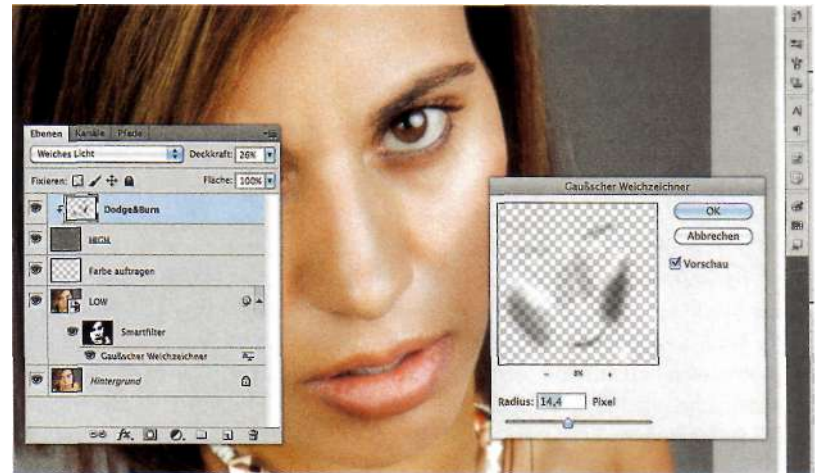 Ebenen Kanäle Pfade
Weiches Licht Deckkraft: 26%
Fixieren: Fläche: 100%
Dodge&Burn
HIGH
Farbe auftragen
LOW
Smartfilter
Gaußscher Weichzeichner
Hintergrund
fx
Gaußscher Weichzeichner
OK
Abbrechen
Vorschau
- 8% +
Radius: 14,4 Pixel